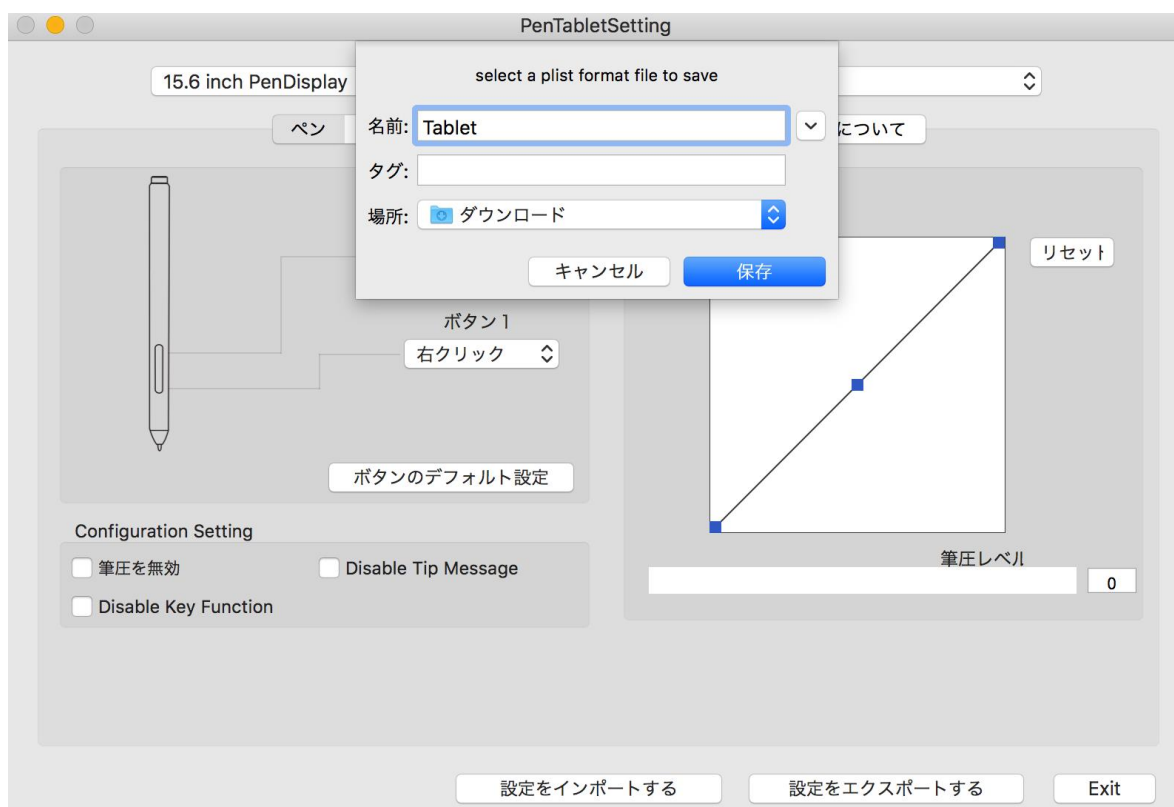 PenTabletSetting
select a plist format file to save
15.6 inch PenDisplay
名前: Tablet
ペン
について
タグ:
場所: ダウンロード
キャンセル 保存
リセット
ボタン 1
右クリック
ボタンのデフォルト設定
Configuration Setting
筆圧を無効 Disable Tip Message
Disable Key Function
筆圧レベル
0
設定をインポートする 設定をエクスポートする Exit